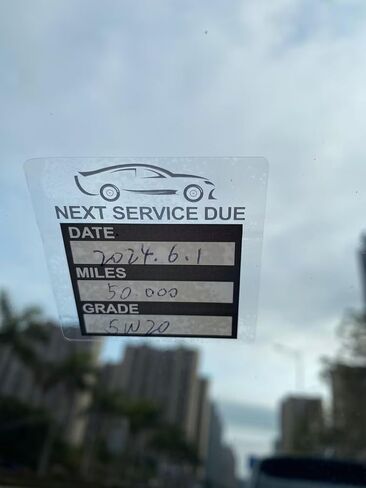 NEXT SERVICE DUE
DATE
2024.6.1
MILES
50.000
GRADE
5W20